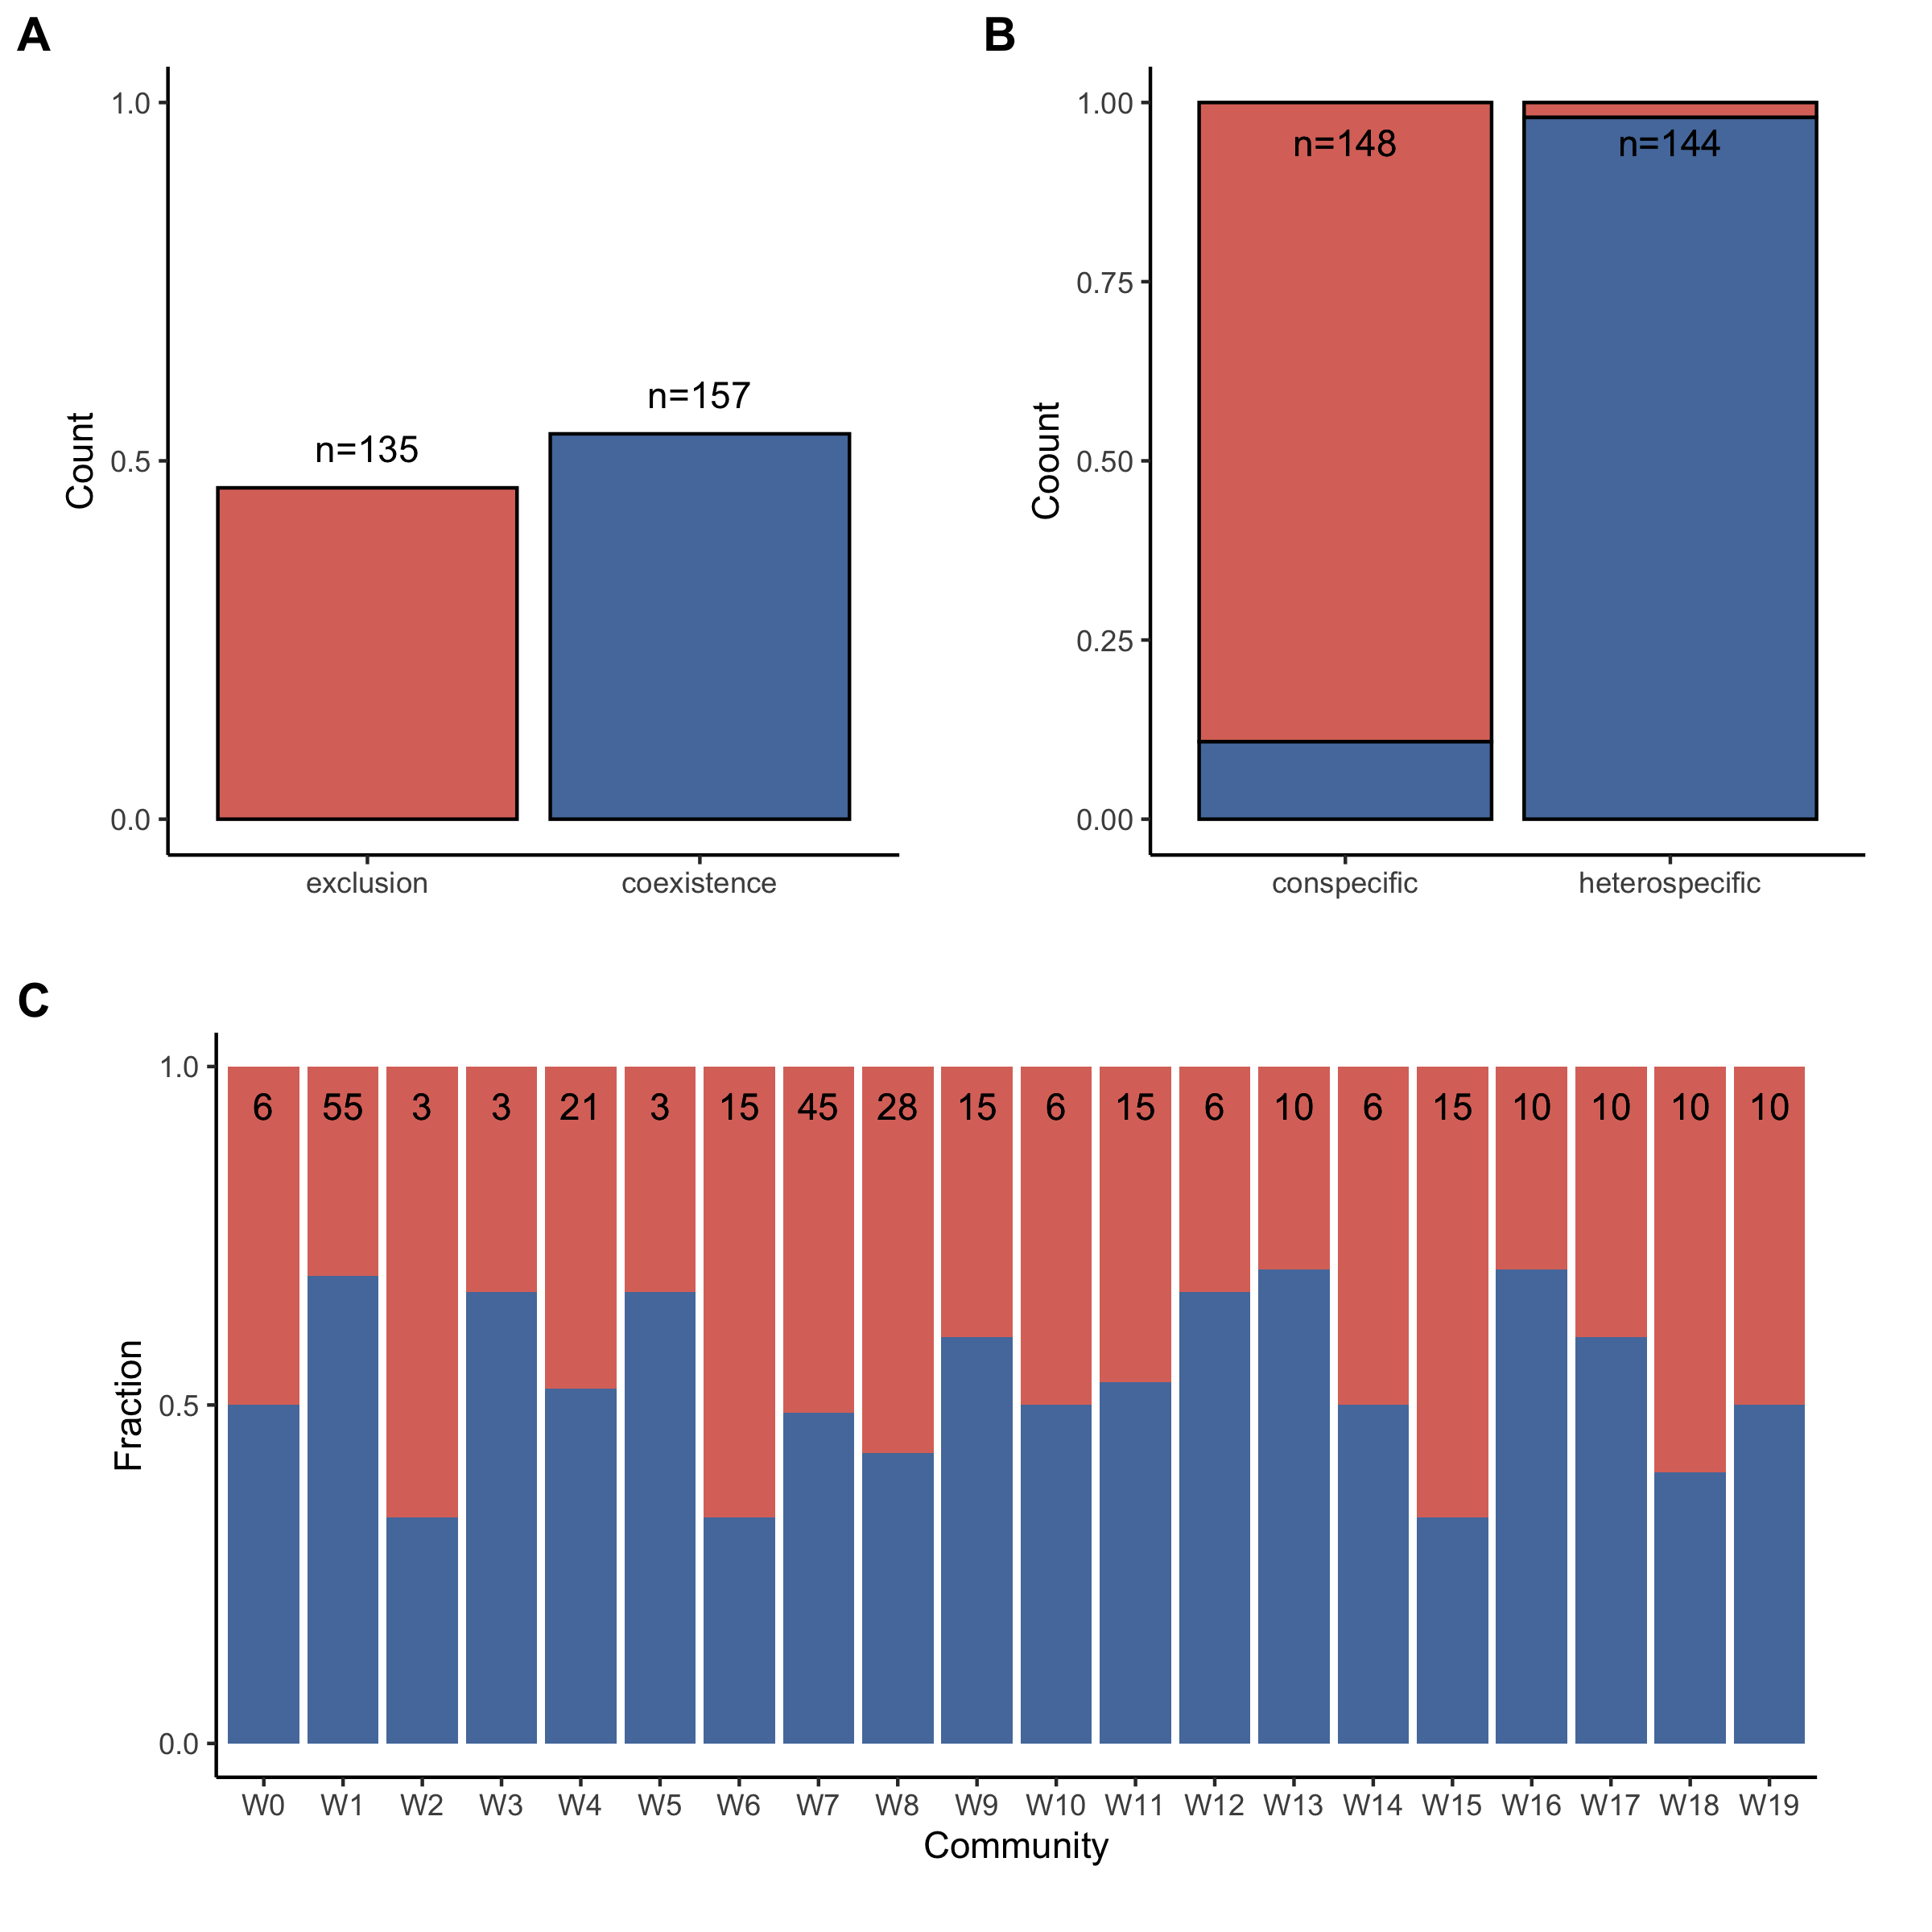 A
1.0
0.5
0.0
Count
n=135
n=157
exclusion
coexistence
B
1.00
0.75
0.50
0.25
0.00
Coount
n=148
n=144
conspecific
heterospecific
C
1.0
0.5
0.0
Fraction
6 55 3 3 21 3 15 45 28 15 6 15 6 10 6 15 10 10 10 10
W0 W1 W2 W3 W4 W5 W6 W7 W8 W9 W10 W11 W12 W13 W14 W15 W16 W17 W18 W19
Community